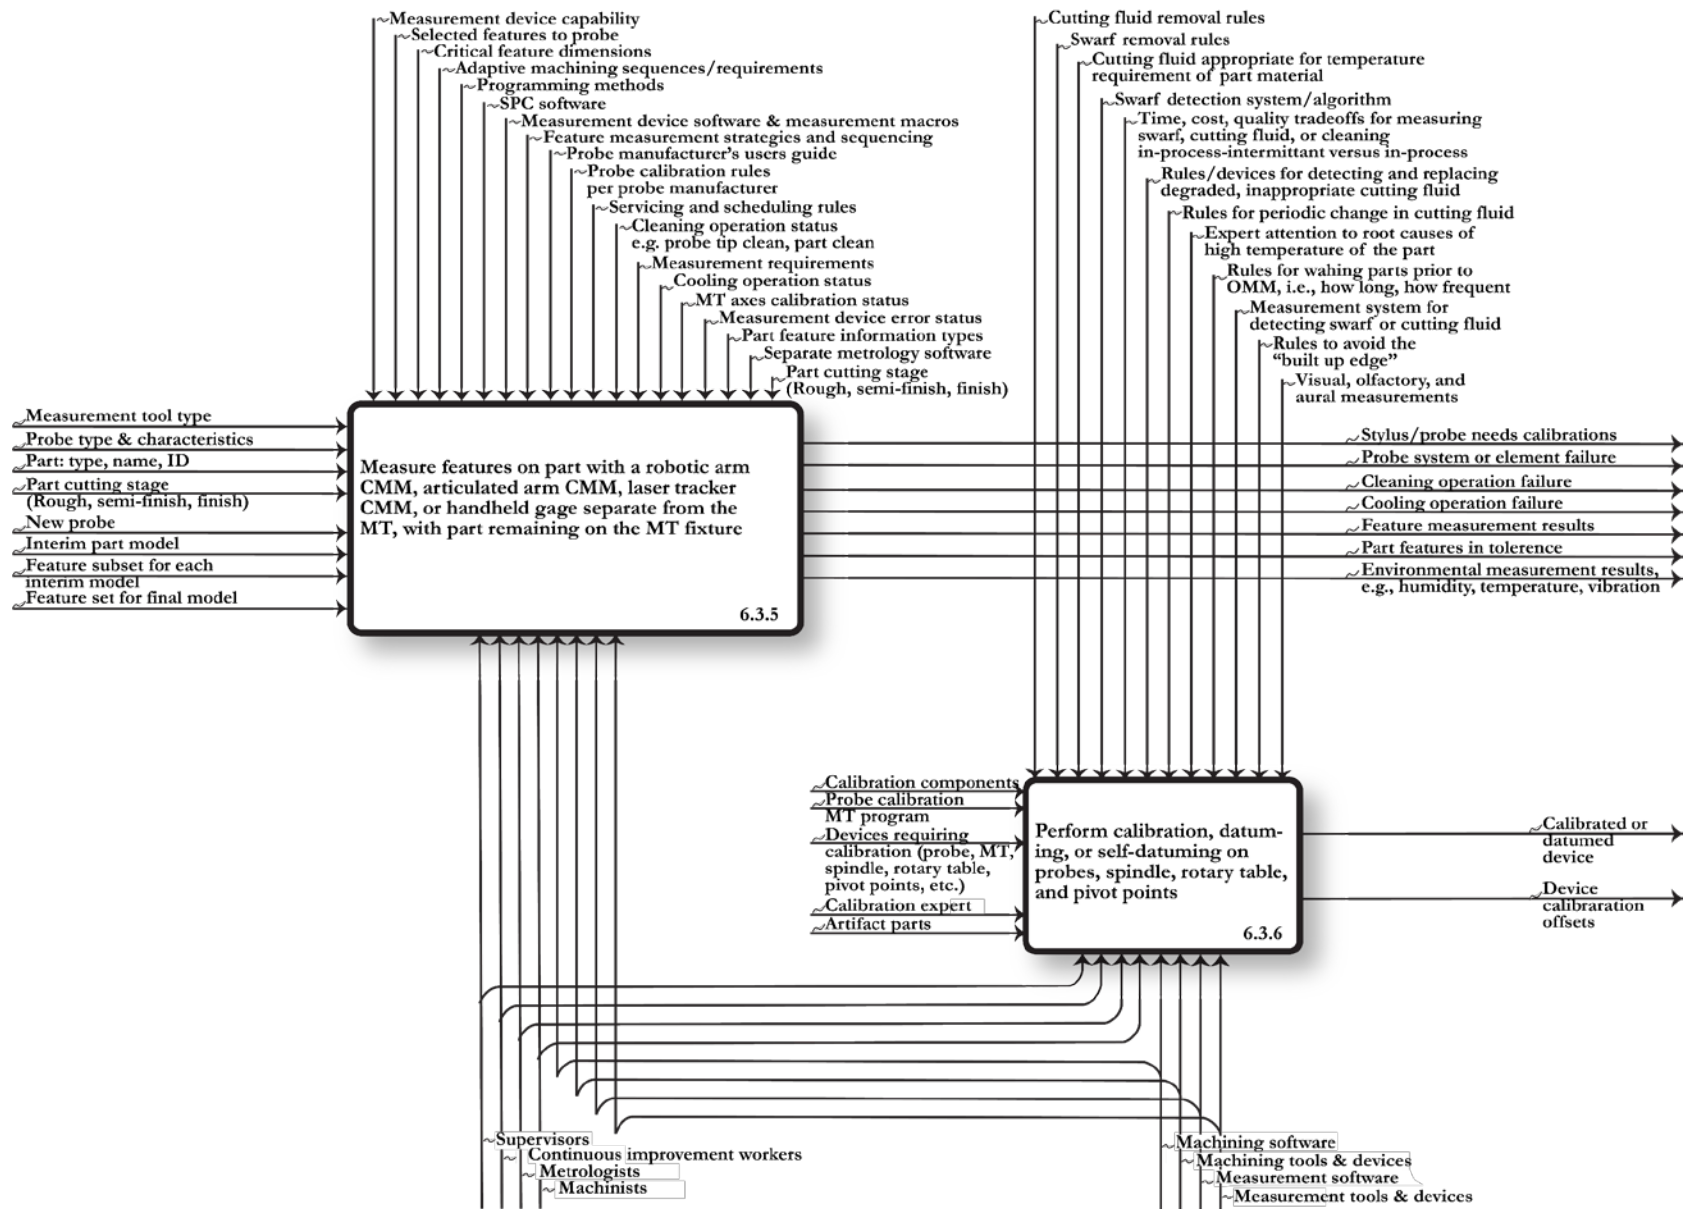 Measurement device capability
Selected features to probe
Critical feature dimensions
Adaptive machining sequences/requirements
Programming methods
SPC software
Measurement device software & measurement macros
Feature measurement strategies and sequencing
Probe manufacturer's users guide
Probe calibration rules
per probe manufacturer
Servicing and scheduling rules
Cleaning operation status
e.g. probe tip clean, part clean
Measurement requirements
Cooling operation status
MT axes calibration status
Measurement device error status
Part feature information types
Separate metrology software
Part cutting stage
(Rough, semi-finish, finish)
Cutting fluid removal rules
Swarf removal rules
Cutting fluid appropriate for temperature
requirement of part material
Swarf detection system/algorithm
Time, cost, quality tradeoffs for measuring
swarf, cutting fluid, or cleaning
in-process-intermittant versus in-process
Rules/devices for detecting and replacing
degraded, inappropriate cutting fluid
Rules for periodic change in cutting fluid
Expert attention to root causes of
high temperature of the part
Rules for wahing parts prior to
OMM, i.e., how long, how frequent
Measurement system for
detecting swarf or cutting fluid
Rules to avoid the
“built up edge”
Visual, olfactory, and
aural measurements
Measurement tool type
Probe type & characteristics
Part: type, name, ID
Part cutting stage
(Rough, semi-finish, finish)
New probe
Interim part model
Feature subset for each
interim model
Feature set for final model
Measure features on part with a robotic arm
CMM, articulated arm CMM, laser tracker
CMM, or handheld gage separate from the
MT, with part remaining on the MT fixture
6.3.5
Stylus/probe needs calibrations
Probe system or element failure
Cleaning operation failure
Cooling operation failure
Feature measurement results
Part features in tolerence
Environmental measurement results,
e.g., humidity, temperature, vibration
Calibration components
Probe calibration
MT program
Devices requiring
calibration (probe, MT,
spindle, rotary table,
pivot points, etc.)
Calibration expert
Artifact parts
Perform calibration, datum-
ing, or self-datuming on
probes, spindle, rotary table,
and pivot points
6.3.6
Calibrated or
datumed
device
Device
calibraration
offsets
Supervisors
Continuous improvement workers
Metrologists
Machinists
Machining software
Machining tools & devices
Measurement software
Measurement tools & devices